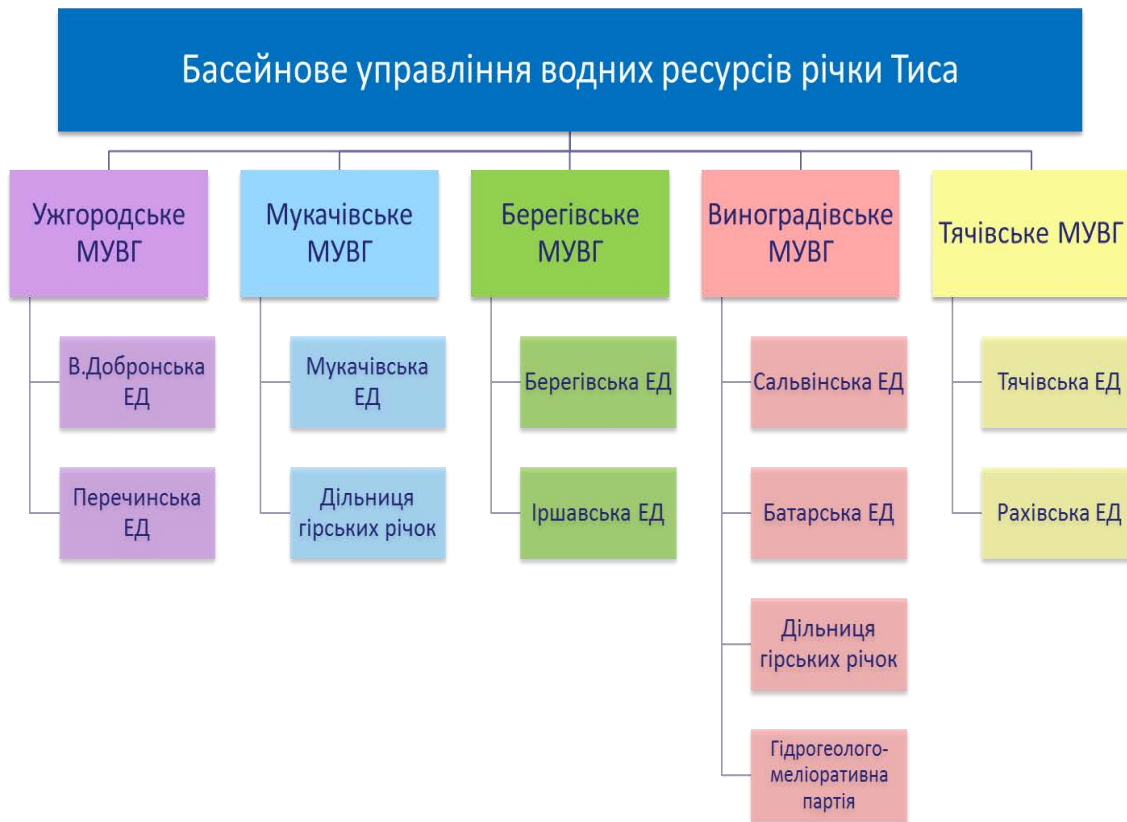 Басейнове управління водних ресурсів річки Тиса
Ужгородське
МУВГ
Мукачівське
МУВГ
Берегівське
МУВГ
Виноградівське
МУВГ
Тячівське МУВГ
В.Добронська
ЕД
Мукачівська
ЕД
Берегівська ЕД
Сальвінська ЕД
Тячівська ЕД
Перечинська
ЕД
Дільниця
гірських річок
Іршавська ЕД
Батарська ЕД
Рахівська ЕД
Дільниця
гірських річок
Гідрогеолого-
меліоративна
партія